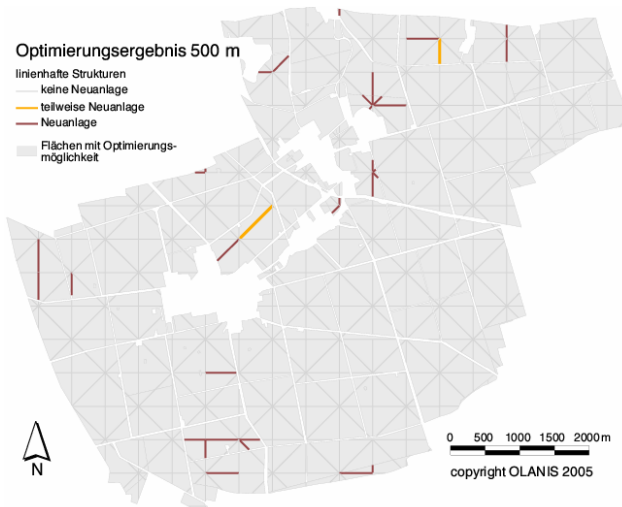 Optimierungsergebnis 500 m
linienhafte Strukturen
keine Neuanlage
teilweise Neuanlage
Neuanlage
Flächen mit Optimierungs-
möglichkeit
N
0 500 1000 1500 2000 m
copyright OLANIS 2005